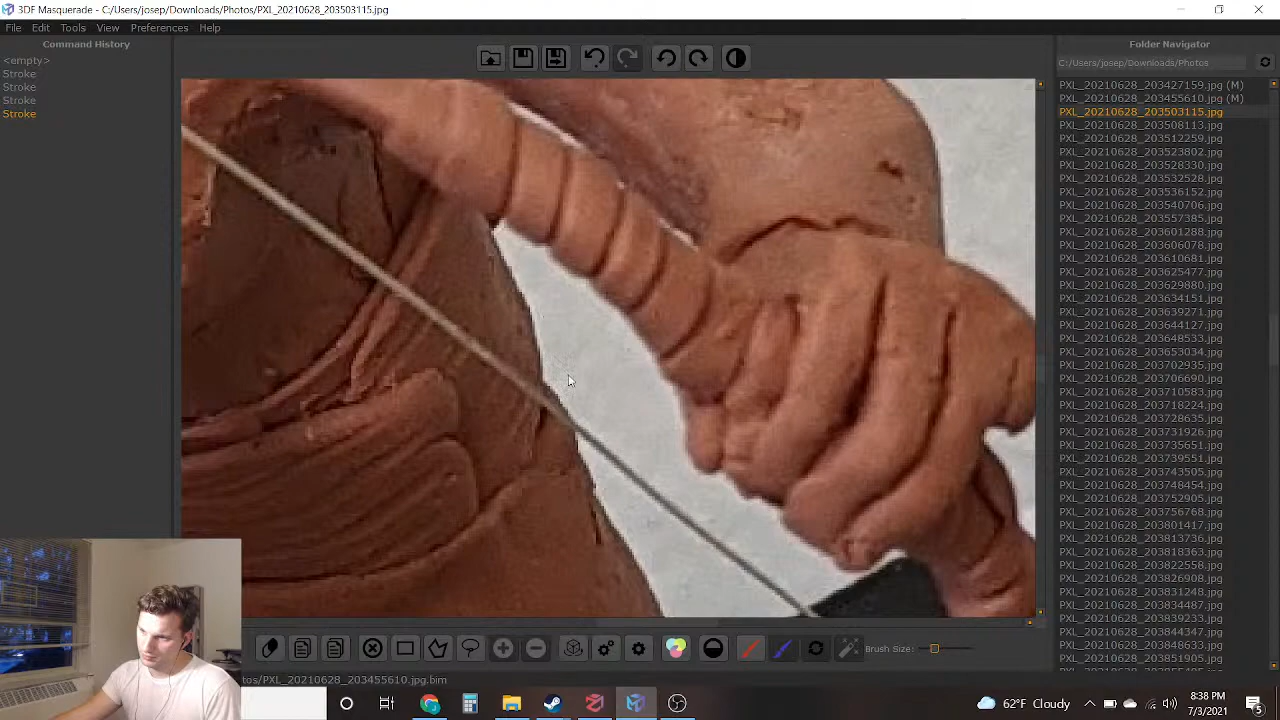 3DF Masquerade - C:/Users/josep/Downloads/Photos/PXL_20210628_203503115.jpg
File Edit Tools View Preferences Help
Command History
<empty>
Stroke
Stroke
Stroke
Stroke
Folder Navigator
C:/Users/josep/Downloads/Photos
PXL_20210628_203427159.jpg (M)
PXL_20210628_203455610.jpg (M)
PXL_20210628_203503115.jpg
PXL_20210628_203508113.jpg
PXL_20210628_203512259.jpg
PXL_20210628_203523802.jpg
PXL_20210628_203528330.jpg
PXL_20210628_203532528.jpg
PXL_20210628_203536152.jpg
PXL_20210628_203540706.jpg
PXL_20210628_203557385.jpg
PXL_20210628_203601288.jpg
PXL_20210628_203606078.jpg
PXL_20210628_203610681.jpg
PXL_20210628_203625477.jpg
PXL_20210628_203629880.jpg
PXL_20210628_203634151.jpg
PXL_20210628_203639271.jpg
PXL_20210628_203644127.jpg
PXL_20210628_203648533.jpg
PXL_20210628_203653034.jpg
PXL_20210628_203702935.jpg
PXL_20210628_203706690.jpg
PXL_20210628_203710583.jpg
PXL_20210628_203718224.jpg
PXL_20210628_203728635.jpg
PXL_20210628_203731926.jpg
PXL_20210628_203735651.jpg
PXL_20210628_203739551.jpg
PXL_20210628_203743505.jpg
PXL_20210628_203748454.jpg
PXL_20210628_203752905.jpg
PXL_20210628_203756768.jpg
PXL_20210628_203801417.jpg
PXL_20210628_203813736.jpg
PXL_20210628_203818363.jpg
PXL_20210628_203822558.jpg
PXL_20210628_203826908.jpg
PXL_20210628_203831248.jpg
PXL_20210628_203834487.jpg
PXL_20210628_203839233.jpg
PXL_20210628_203844347.jpg
PXL_20210628_203848633.jpg
PXL_20210628_203851905.jpg
Brush Size:
otos/PXL_20210628_203455610.jpg.bim
62°F Cloudy
8:38 PM
7/3/2021
5